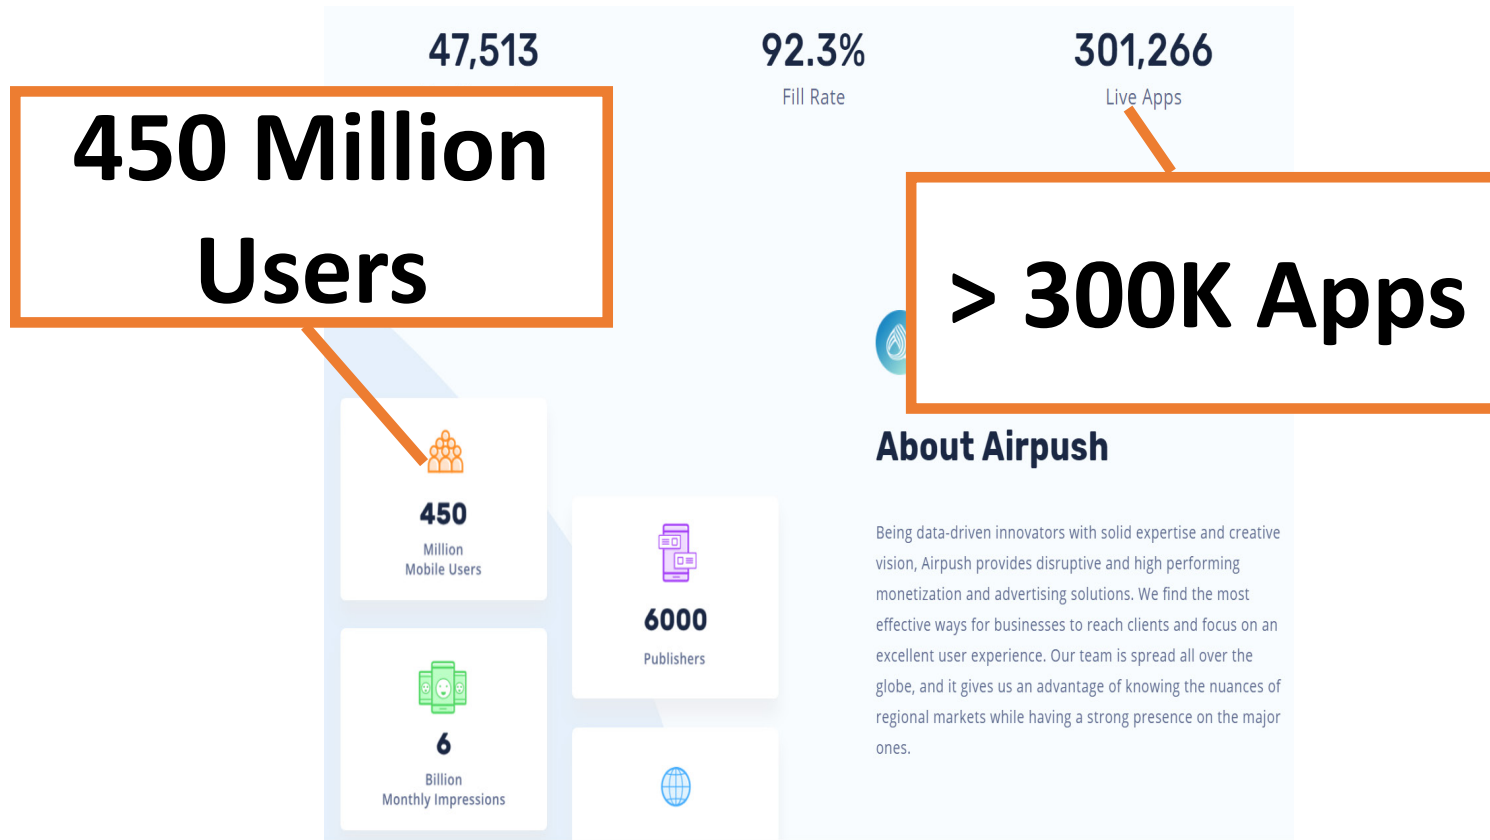 47,513
92.3%
Fill Rate
301,266
Live Apps
450 Million
Users
> 300K Apps
450
Million
Mobile Users
6000
Publishers
6
Billion
Monthly Impressions
About Airpush
Being data-driven innovators with solid expertise and creative
vision, Airpush provides disruptive and high performing
monetization and advertising solutions. We find the most
effective ways for businesses to reach clients and focus on an
excellent user experience. Our team is spread all over the
globe, and it gives us an advantage of knowing the nuances of
regional markets while having a strong presence on the major
ones.